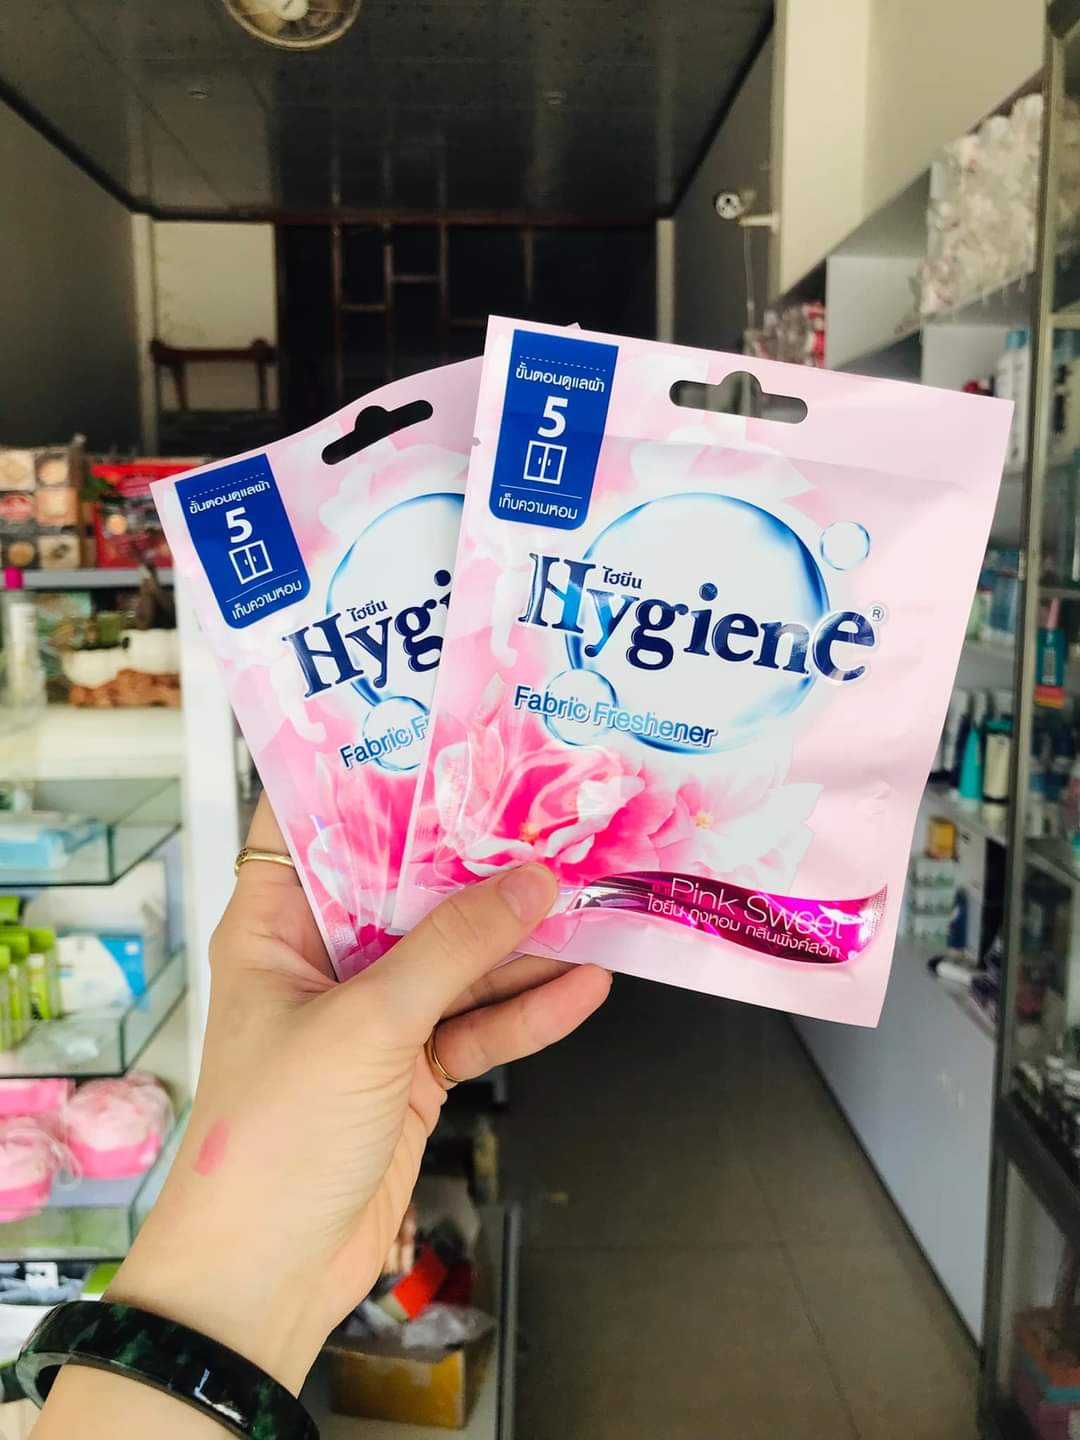 ขั้นตอนดูแลผ้า
5
เก็บความหอม
ไฮยีน
Hygi
Fabric F
ขั้นตอนดูแลผ้า
5
เก็บความหอม
ไฮยีน
Hygiene®
Fabric Freshener
Pink Sweet
ไฮยีน ถุงหอม กลิ่นพิ้งค์สวีท